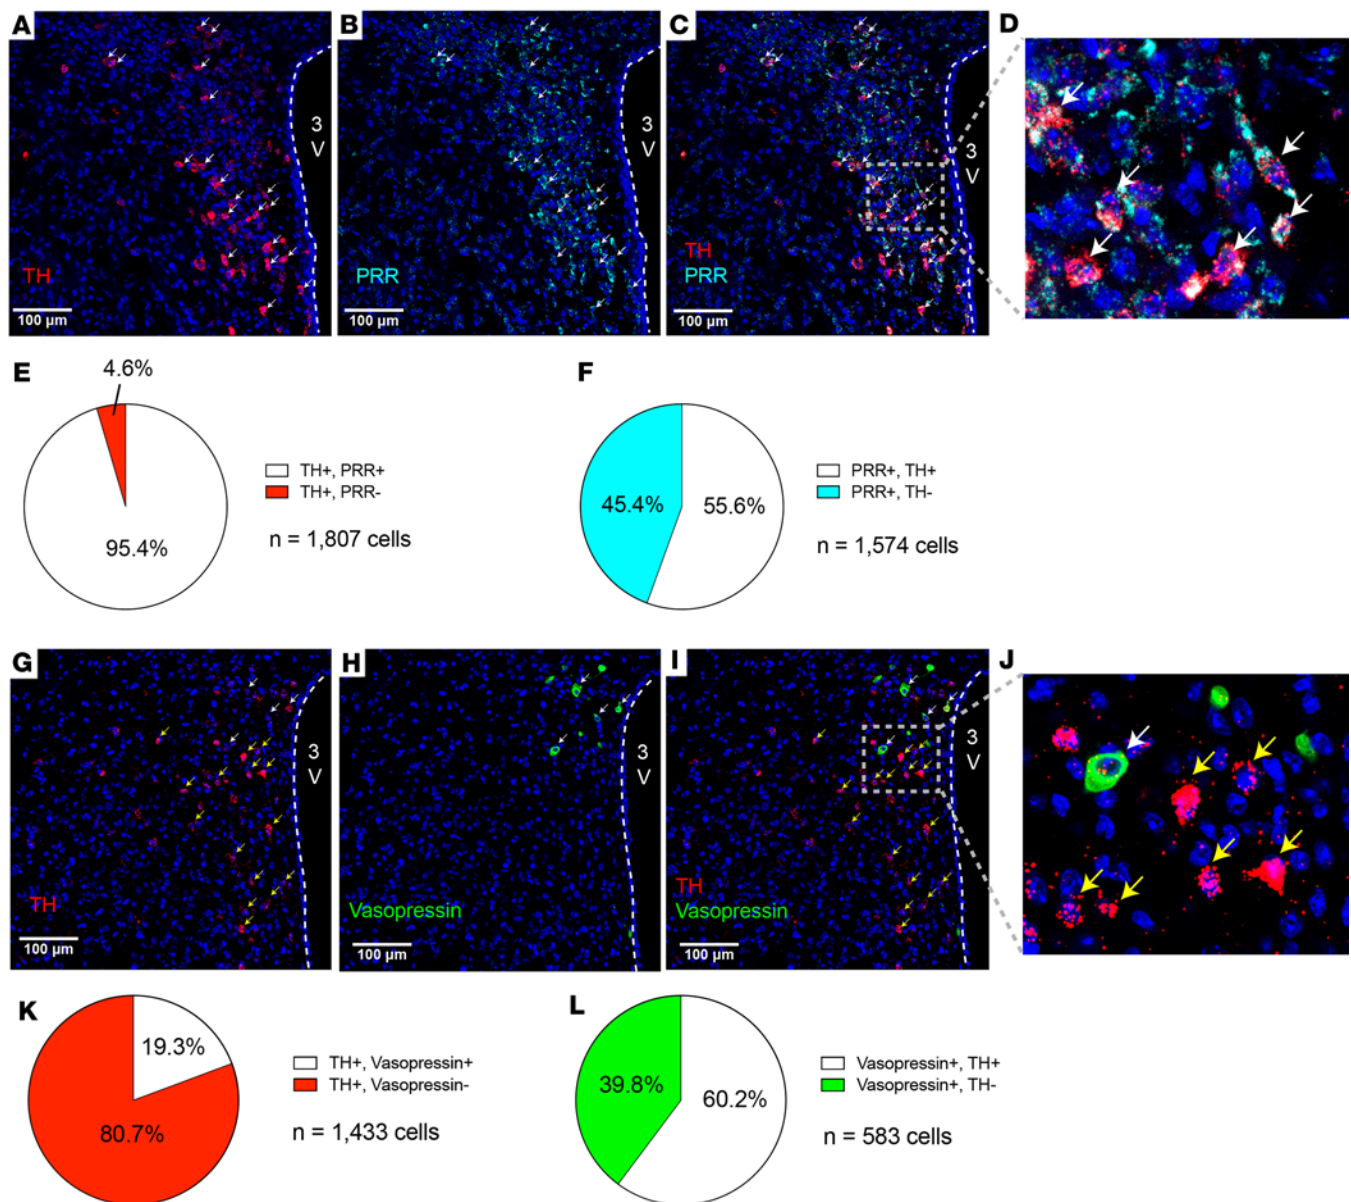 A
B
C
D
3
V
3
V
3
V
TH
PRR
TH
PRR
100 µm
100 µm
100 µm
E
4.6%
95.4%
TH+, PRR+
TH+, PRR-
n = 1,807 cells
F
45.4%
55.6%
PRR+, TH+
PRR+, TH-
n = 1,574 cells
G
H
I
J
3
V
3
V
3
V
TH
Vasopressin
TH
Vasopressin
100 µm
100 µm
100 µm
K
19.3%
80.7%
TH+, Vasopressin+
TH+, Vasopressin-
n = 1,433 cells
L
39.8%
60.2%
Vasopressin+, TH+
Vasopressin+, TH-
n = 583 cells